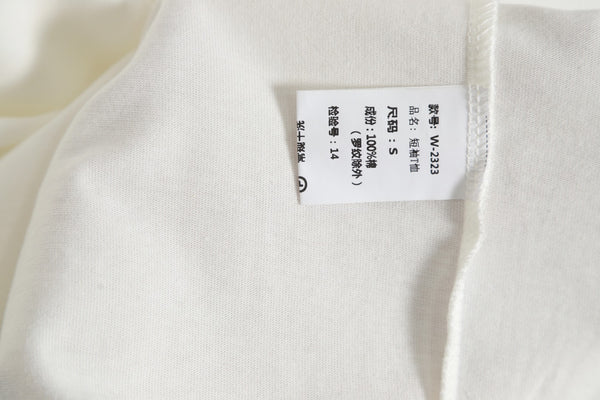 款号: W-2323
品名: 短袖T恤
尺码 : S
成份 : 100%棉
( 罗纹除外 )
检验号 : 14